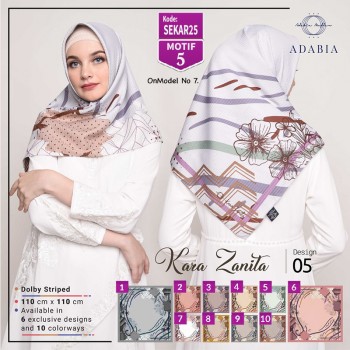 Kode:
SEKAR25
MOTIF
5
OnModel No 7.
ADABIA
Kara Zanita
Design
05
• Dolby Striped
• 110 cm x 110 cm
• Available in
6 exclusive designs
and 10 colorways
1 2 3 4 5 6
7 8 9 10